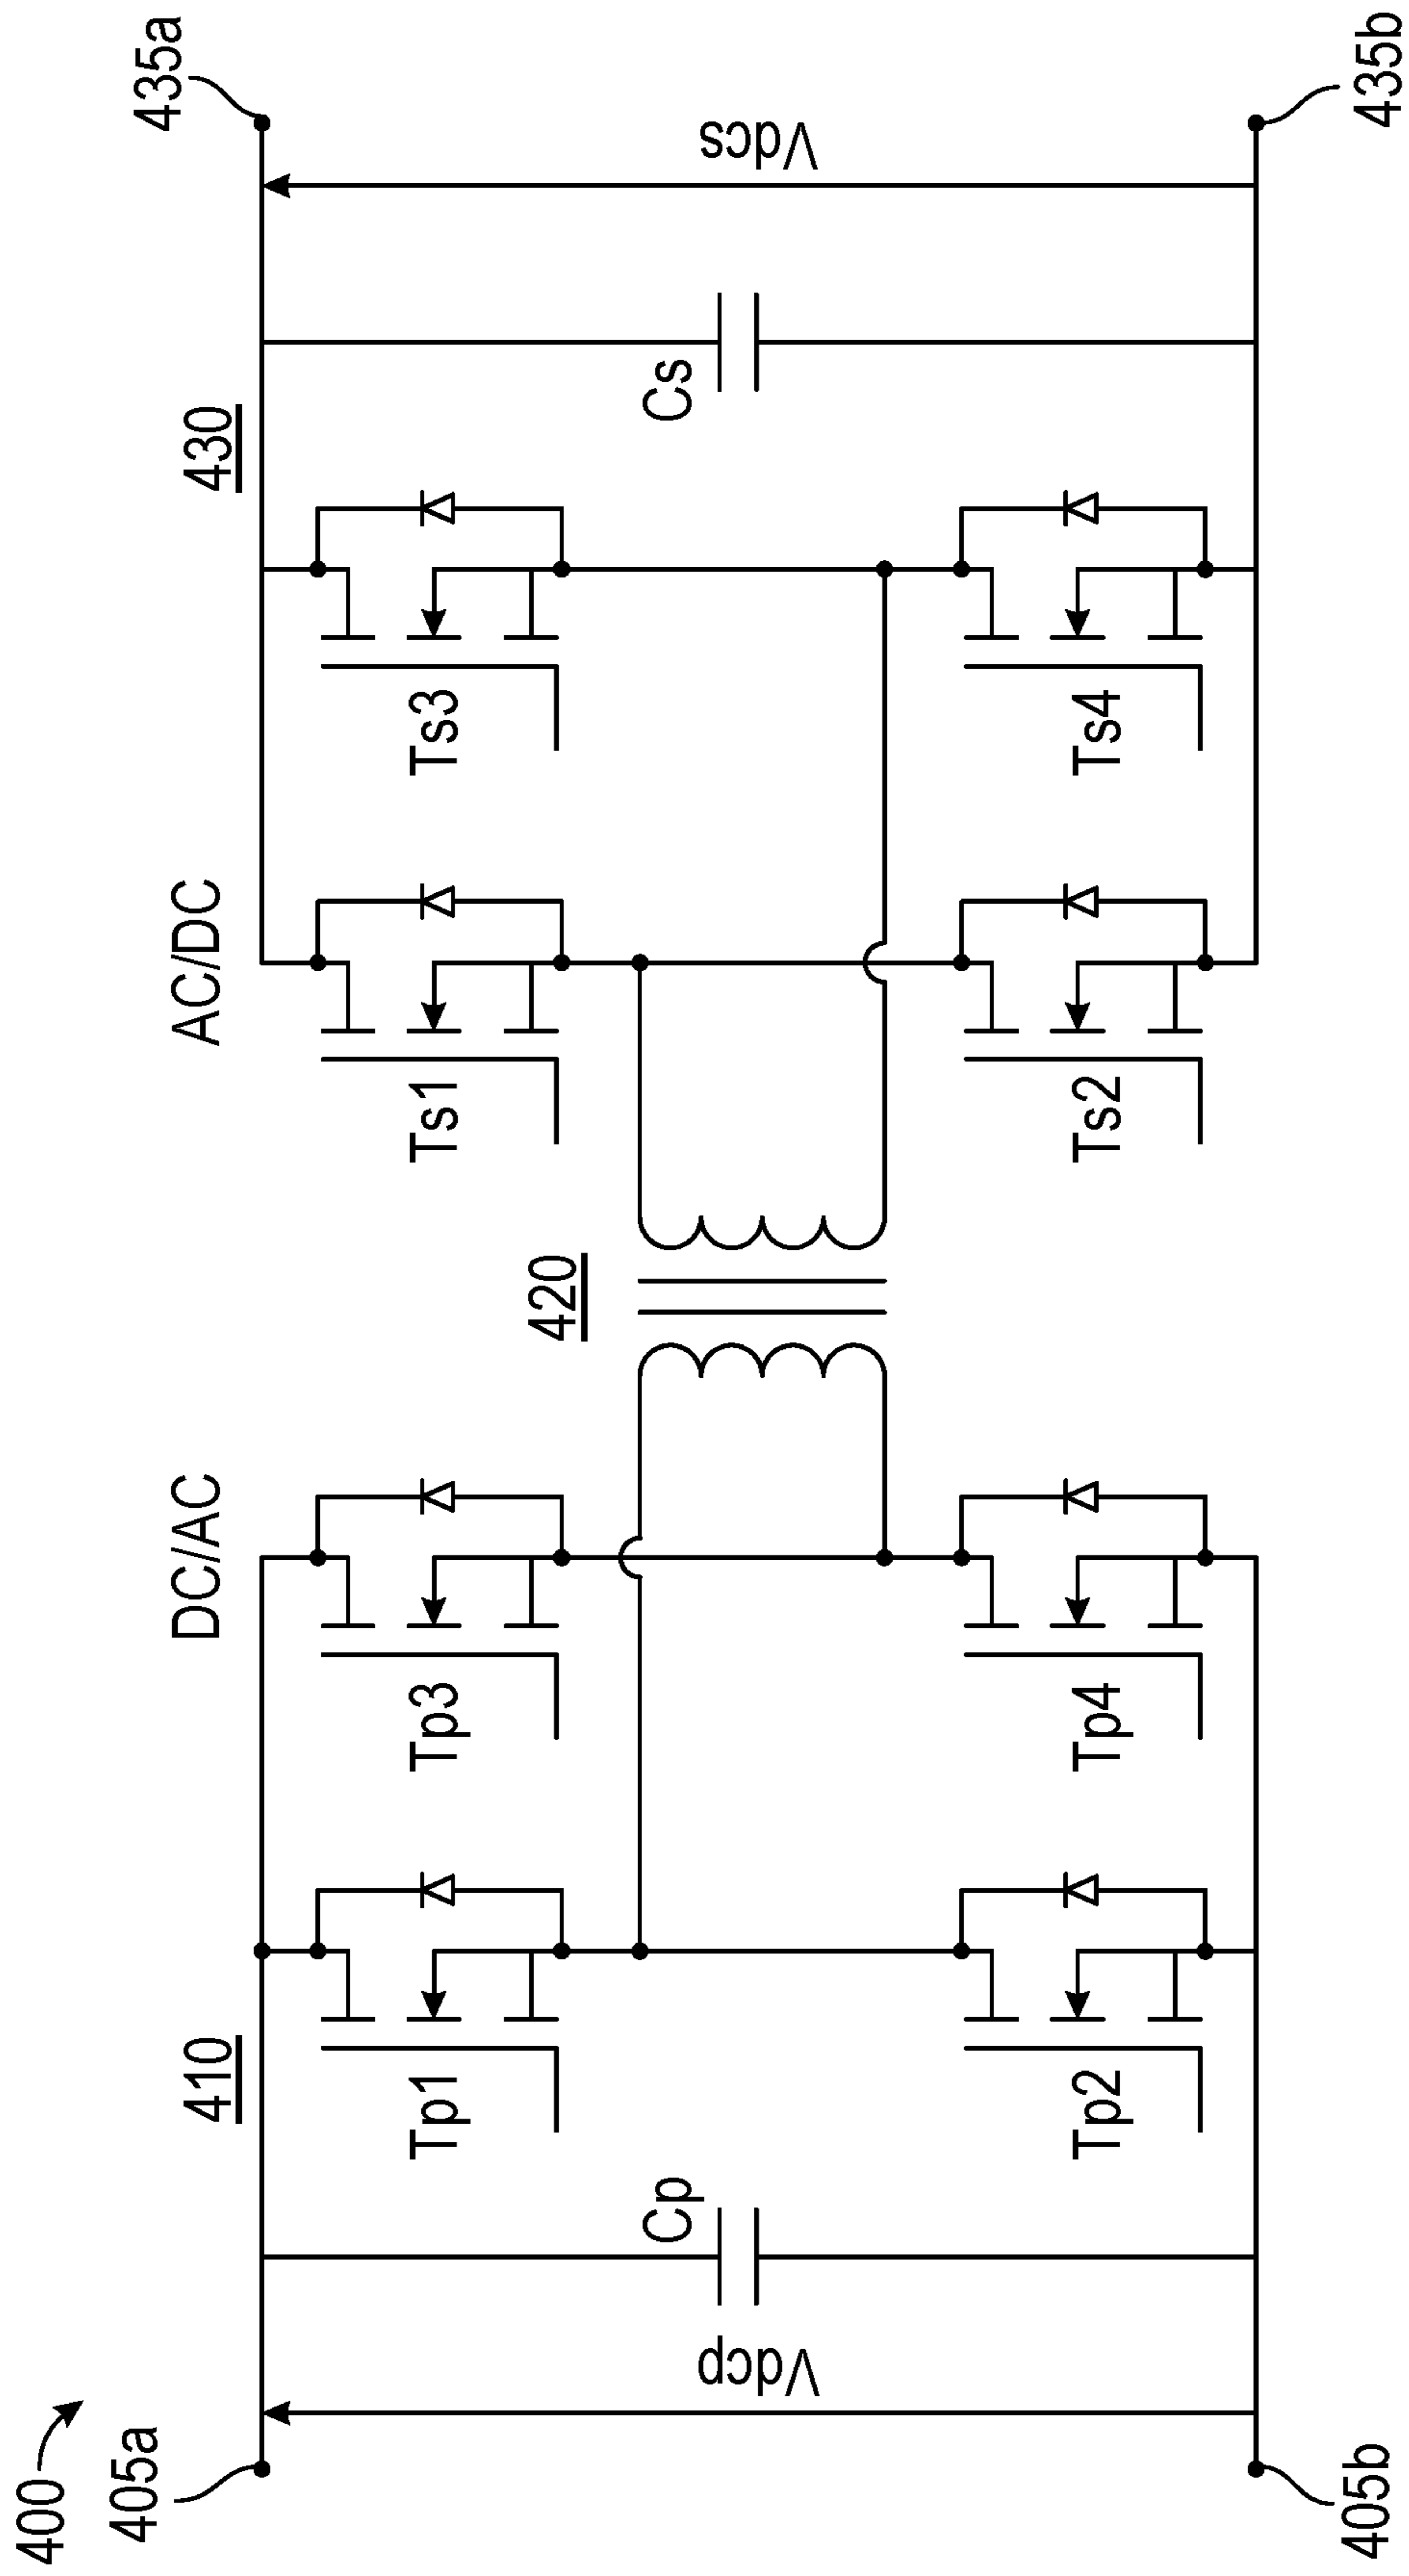 400
405a
410
DC/AC
AC/DC
430
435a
Tp1
Tp3
Ts1
Ts3
420
Vdcp
Cp
Cs
Vdcs
Tp2
Tp4
Ts2
Ts4
405b
435b